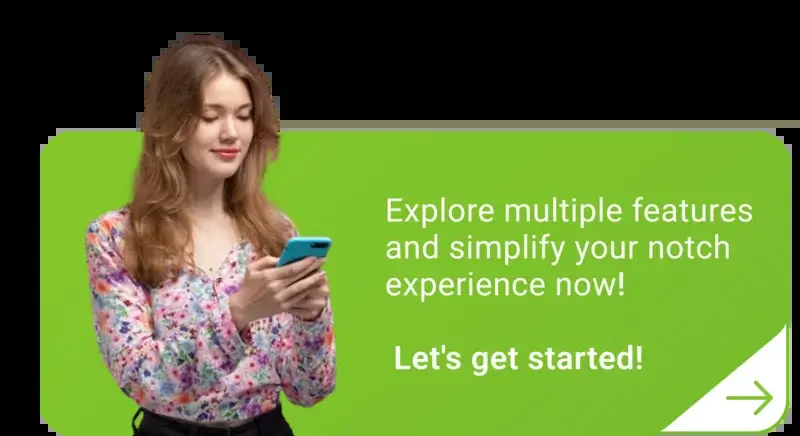 Explore multiple features
and simplify your notch
experience now!
Let's get started!